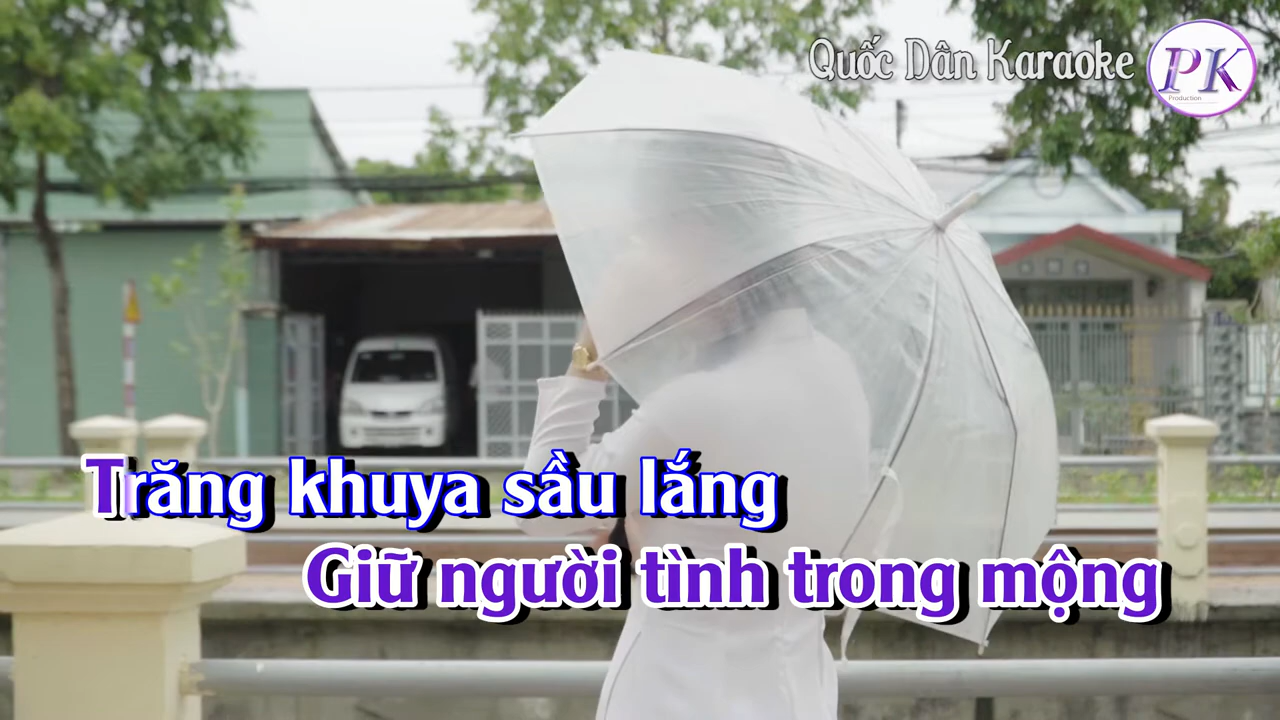 Quốc Dân Karaoke
PK
Production
Trăng khuya sầu lắng
Giữ người tình trong mộng